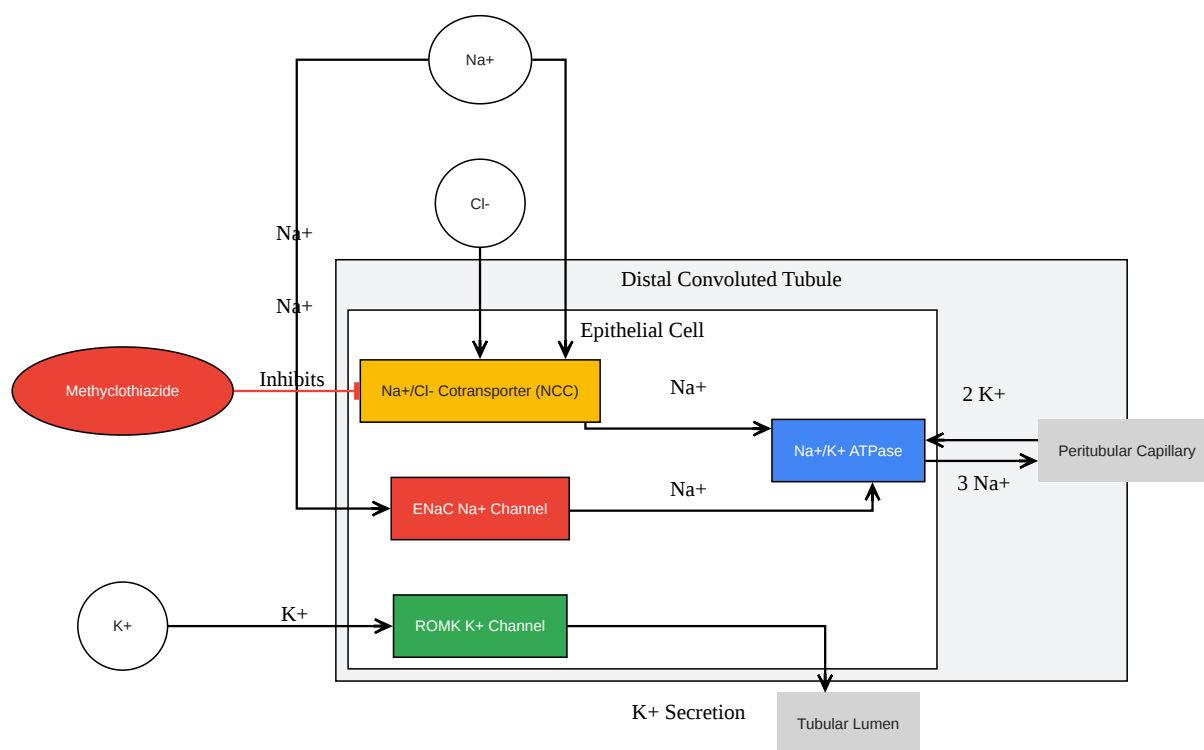 Na+
Cl-
Na+
Distal Convoluted Tubule
Na+
Epithelial Cell
Methyclothiazide
Inhibits
Na+/Cl- Cotransporter (NCC)
Na+
2 K+
Na+/K+ ATPase
Peritubular Capillary
3 Na+
ENaC Na+ Channel
Na+
K+
K+
ROMK K+ Channel
K+ Secretion
Tubular Lumen